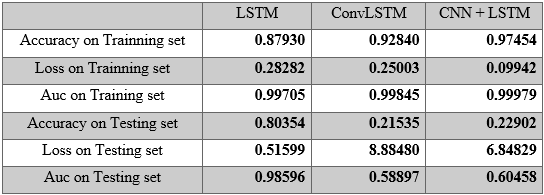 LSTM ConvLSTM CNN + LSTM
Accuracy on Trainning set 0.87930 0.92840 0.97454
Loss on Trainning set 0.28282 0.25003 0.09942
Auc on Training set 0.99705 0.99845 0.99979
Accuracy on Testing set 0.80354 0.21535 0.22902
Loss on Testing set 0.51599 8.88480 6.84829
Auc on Testing set 0.98596 0.58897 0.60458